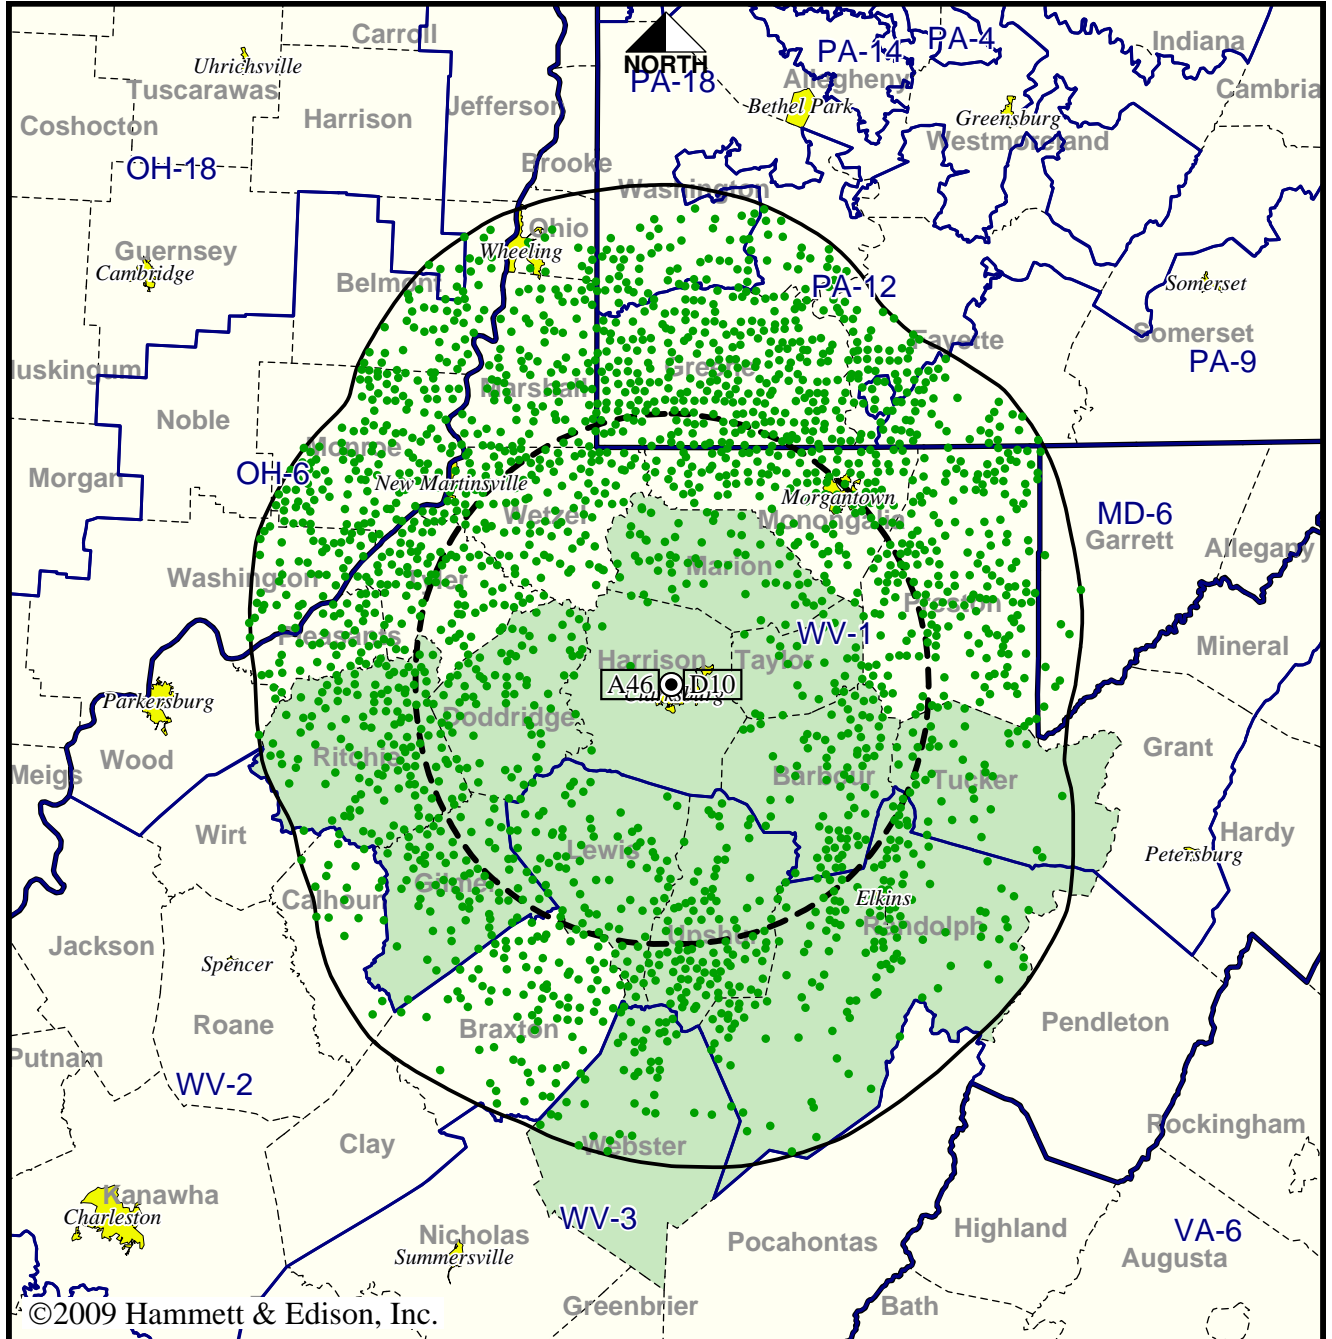 Carroll
Uhrichsville
Tuscarawas
Coshocton
Harrison
Jefferson
NORTH
PA-18
PA-14
PA-4
Allegheny
Bethel Park
Greensburg
Westmoreland
Indiana
Cambria
OH-18
Brooke
Washington
Ohio
Wheeling
Guernsey
Cambridge
Belmont
PA-12
Somerset
Somerset
PA-9
Fayette
Muskingum
Noble
Marshall
Greene
Monroe
Morgan
OH-6
New Martinsville
Wetzel
Morgantown
Monongalia
MD-6
Garrett
Allegany
Washington
Tyler
Marion
Preston
Pleasants
WV-1
Harrison
Taylor
Mineral
A46
D10
Clarksburg
Parkersburg
Doddridge
Wood
Meigs
Ritchie
Barbour
Tucker
Grant
Wirt
Lewis
Hardy
Petersburg
Calhoun
Gilmer
Elkins
Randolph
Upshur
Jackson
Spencer
Roane
Braxton
Pendleton
Putnam
WV-2
Clay
Webster
Rockingham
Kanawha
Charleston
WV-3
Nicholas
Summersville
Pocahontas
Highland
VA-6
Augusta
Greenbrier
Bath
©2009 Hammett & Edison, Inc.